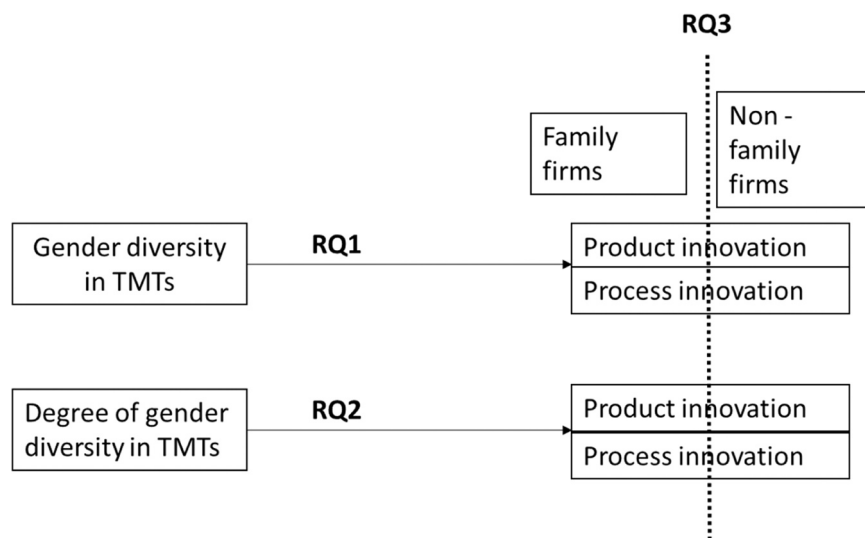 RQ3
Family
firms
Non -
family
firms
Gender diversity
in TMTs
RQ1
Product innovation
Process innovation
Degree of gender
diversity in TMTs
RQ2
Product innovation
Process innovation